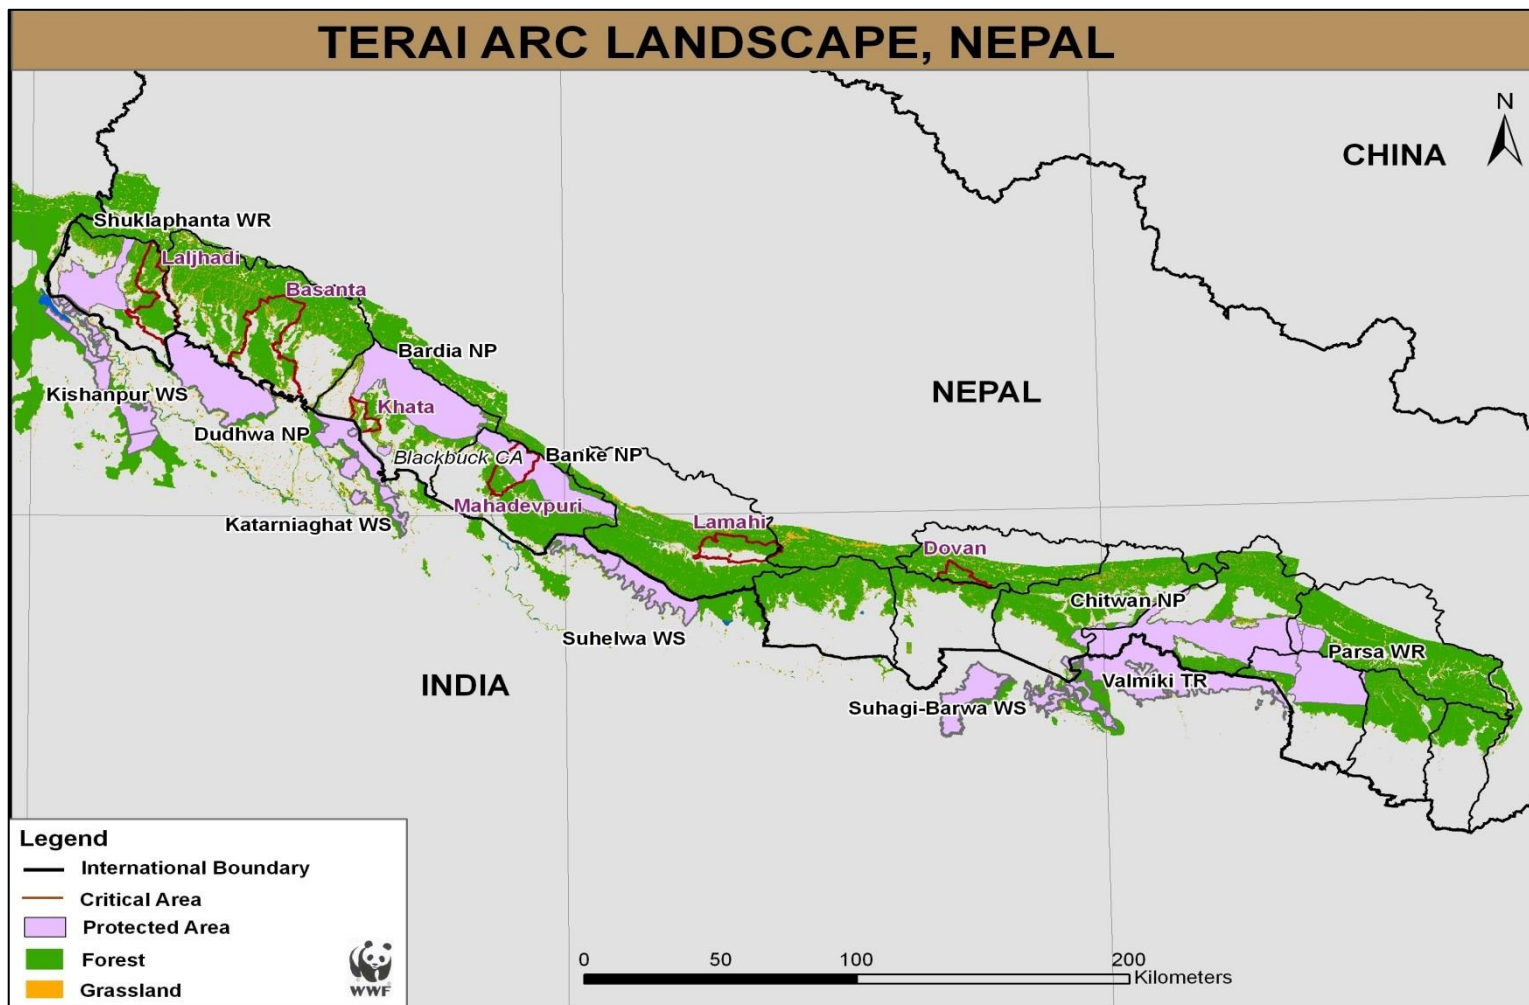 TERAI ARC LANDSCAPE, NEPAL
N
CHINA
Shuklaphanta WR
Laljhadi
Basanta
Bardia NP
NEPAL
Kishanpur WS
Khata
Dudhwa NP
Blackbuck CA
Banke NP
Mahadevpuri
Katarniaghat WS
Lamahi
Dovan
Chitwan NP
Suhelwa WS
Parsa WR
INDIA
Valmiki TR
Suhagi-Barwa WS
Legend
International Boundary
Critical Area
Protected Area
Forest
Grassland
WWF
0 50 100 200
Kilometers